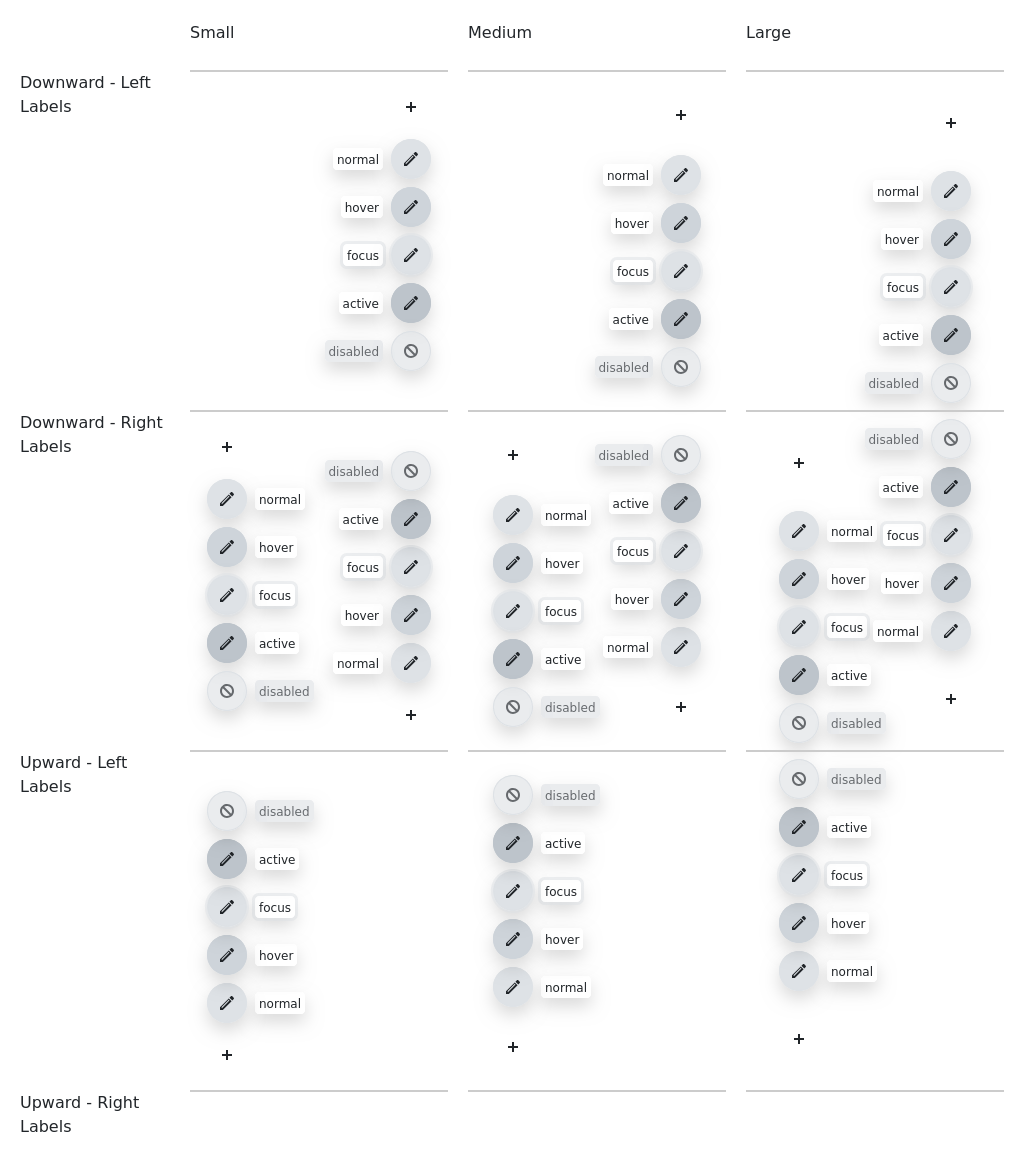 Small Medium Large
Downward - Left
Labels
normal normal normal
hover hover hover
focus focus focus
active active active
disabled disabled disabled
Downward - Right
Labels
normal
hover
focus
active
disabled
disabled
active
focus
hover
normal
normal
hover
focus
active
disabled
disabled
active
focus
hover
normal
normal
hover
focus
active
disabled
disabled
active
focus
hover
normal
Upward - Left
Labels
disabled disabled disabled
active active active
focus focus focus
hover hover hover
normal normal normal
Upward - Right
Labels